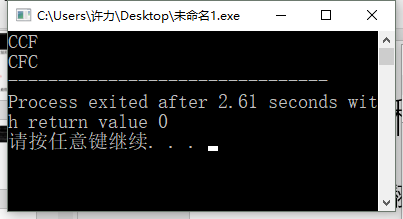 C:\Users\许力\Desktop\未命名1.exe
CCF
CFC
--------------------------------
Process exited after 2.61 seconds wit
h return value 0
请按任意键继续. . .